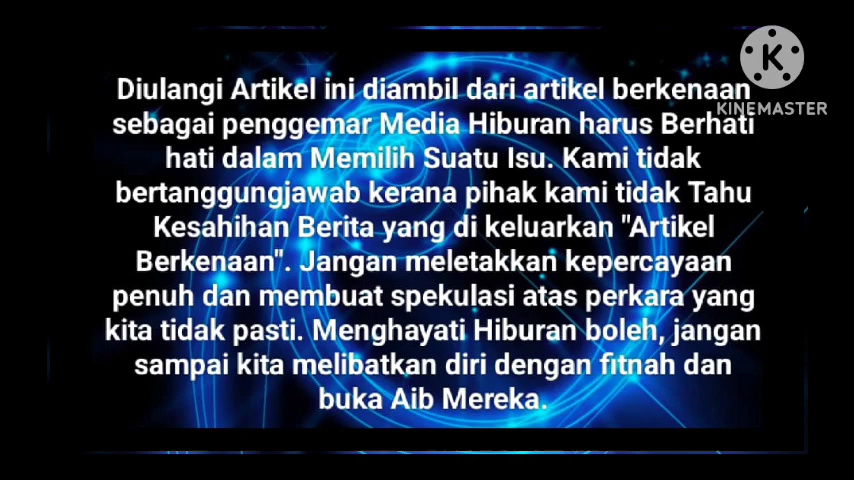 KINEMASTER
Diulangi Artikel ini diambil dari artikel berkenaan
sebagai penggemar Media Hiburan harus Berhati
hati dalam Memilih Suatu Isu. Kami tidak
bertanggungjawab kerana pihak kami tidak Tahu
Kesahihan Berita yang di keluarkan "Artikel
Berkenaan". Jangan meletakkan kepercayaan
penuh dan membuat spekulasi atas perkara yang
kita tidak pasti. Menghayati Hiburan boleh, jangan
sampai kita melibatkan diri dengan fitnah dan
buka Aib Mereka.